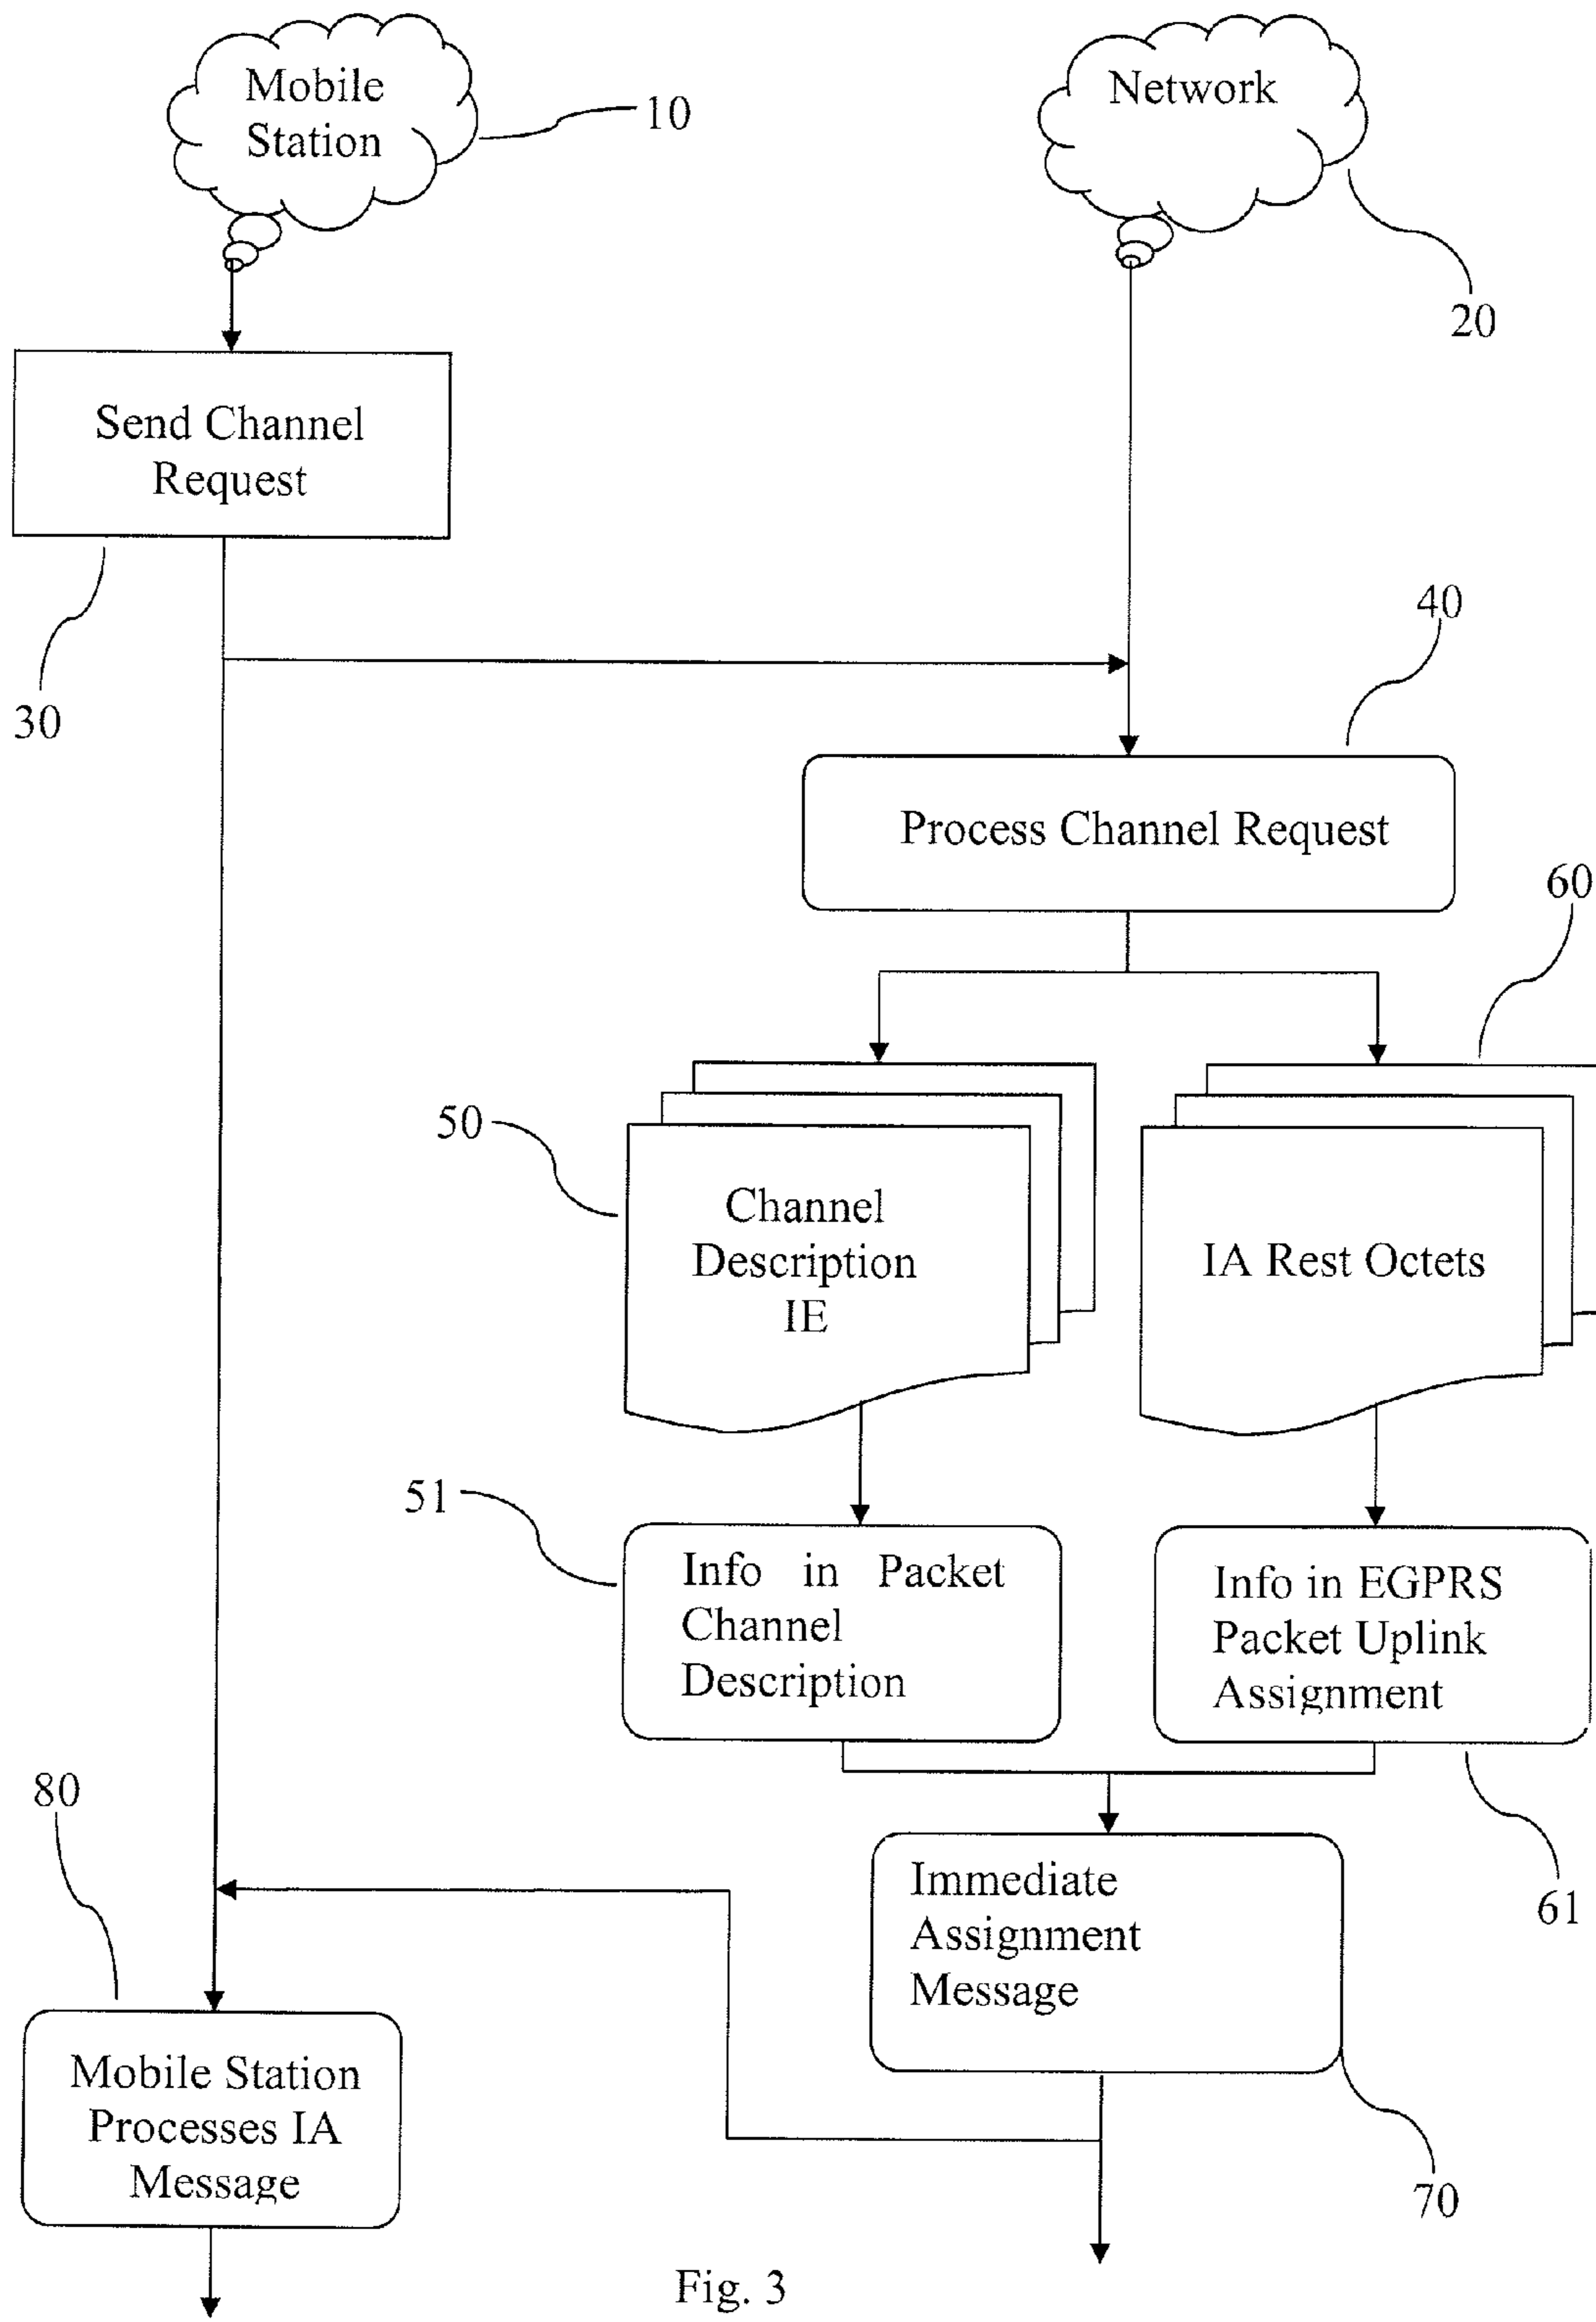 Mobile
Station
10
Network
20
Send Channel
Request
30
40
Process Channel Request
60
50
Channel
Description
IE
IA Rest Octets
51
Info in Packet
Channel
Description
Info in EGPRS
Packet Uplink
Assignment
61
80
Immediate
Assignment
Message
70
Mobile Station
Processes IA
Message
Fig. 3